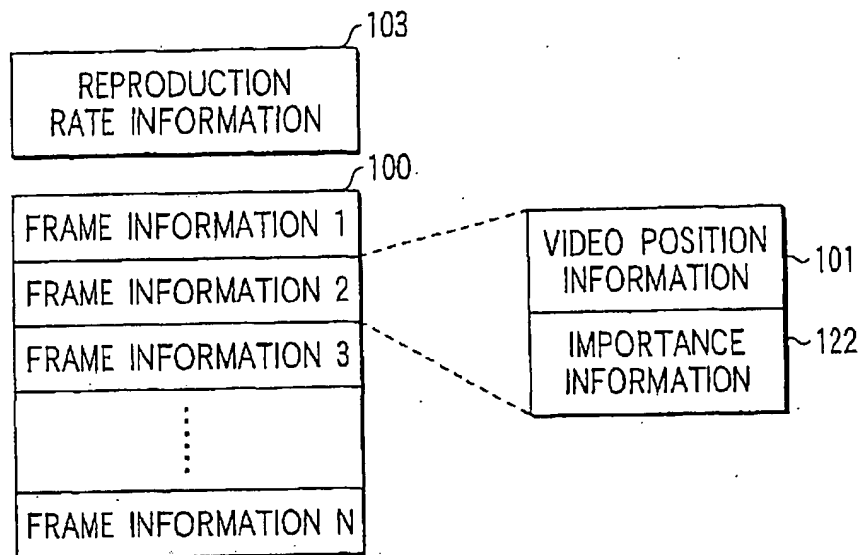 103
REPRODUCTION
RATE INFORMATION
100
FRAME INFORMATION 1
FRAME INFORMATION 2
FRAME INFORMATION 3
FRAME INFORMATION N
VIDEO POSITION
INFORMATION
101
IMPORTANCE
INFORMATION
122